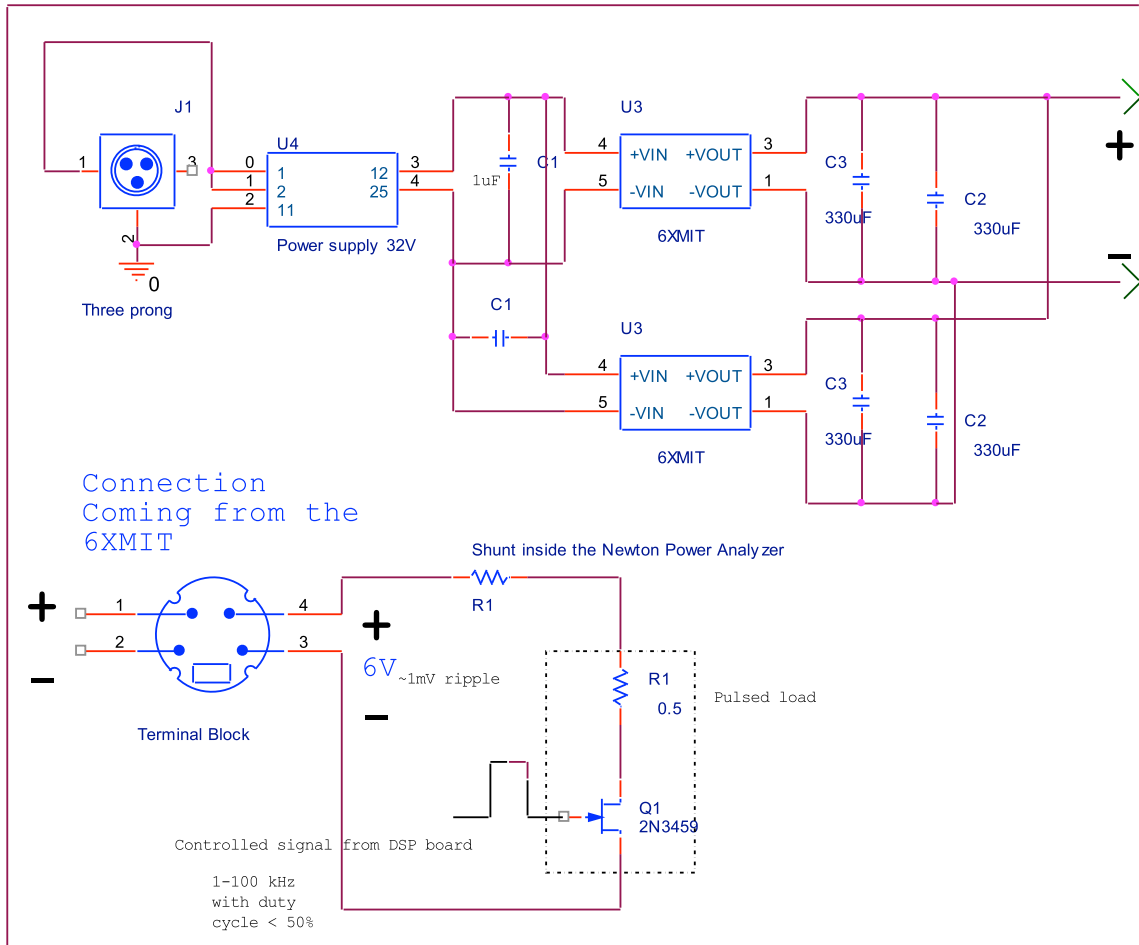 J1
1
3
2
0
Three prong
U4
0
1
2
1
2
11
12
25
3
4
Power supply 32V
C1
1uF
U3
4
5
+VIN
-VIN
+VOUT
-VOUT
3
1
6XMIT
C3
330uF
C2
330uF
+
-
C1
U3
4
5
+VIN
-VIN
+VOUT
-VOUT
3
1
6XMIT
C3
330uF
C2
330uF
Connection
Coming from the
6XMIT
+
-
1
2
4
3
Terminal Block
+
6V
~1mV ripple
-
Shunt inside the Newton Power Analyzer
R1
R1
0.5
Pulsed load
Q1
2N3459
Controlled signal from DSP board
1-100 kHz
with duty
cycle < 50%